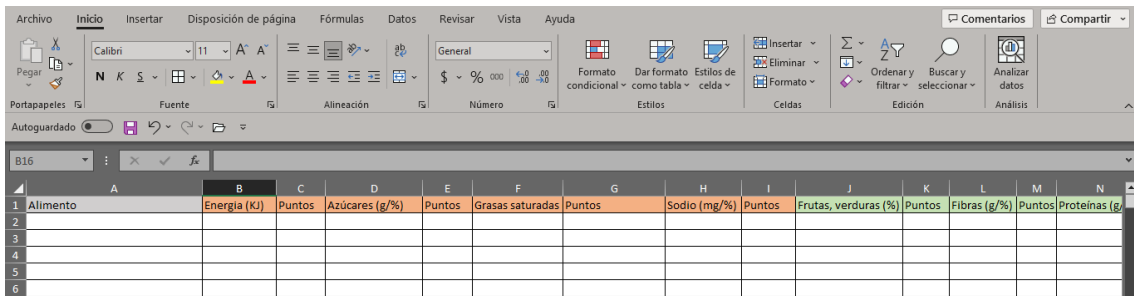 Archivo Inicio Insertar Disposición de página Fórmulas Datos Revisar Vista Ayuda Comentarios Compartir
Pegar
Calibri 11
N K S
A A
ab
General
$ % 000
Formato condicional
Dar formato como tabla
Estilos de celda
Insertar
Eliminar
Formato
Ordenar y filtrar
Buscar y seleccionar
Analizar datos
Portapapeles Fuente Alineación Número Estilos Celdas Edición Análisis
Autoguardado
B16 fx
A B C D E F G H I J K L M N
1 Alimento Energia (KJ) Puntos Azúcares (g/%) Puntos Grasas saturadas Puntos Sodio (mg/%) Puntos Frutas, verduras (%) Puntos Fibras (g/%) Puntos Proteínas (g/
2
3
4
5
6